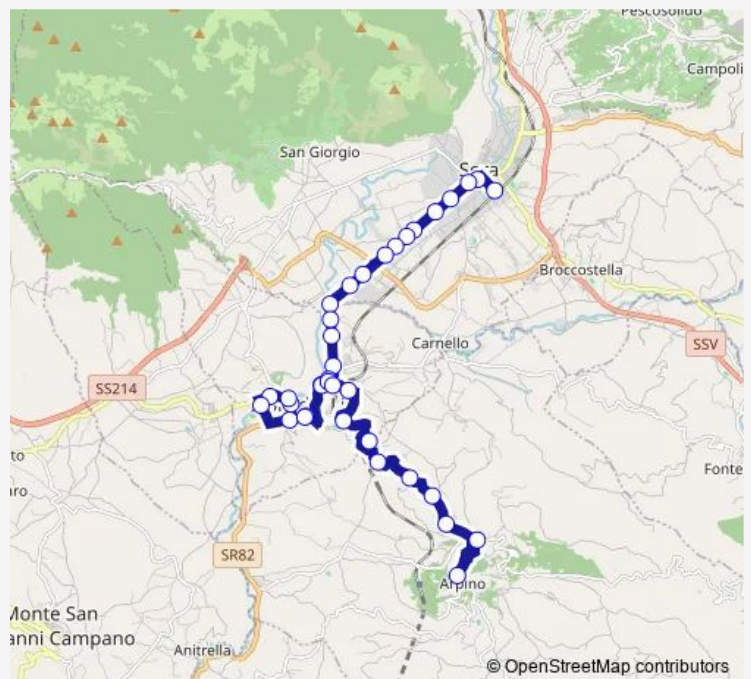 Pescosolido
Campoli
San Giorgio
Sora
Broccostella
Carnello
SSV
SS214
Fonte
SR82
Arpino
Monte San
anni Campano
Anitrella
© OpenStreetMap contributors